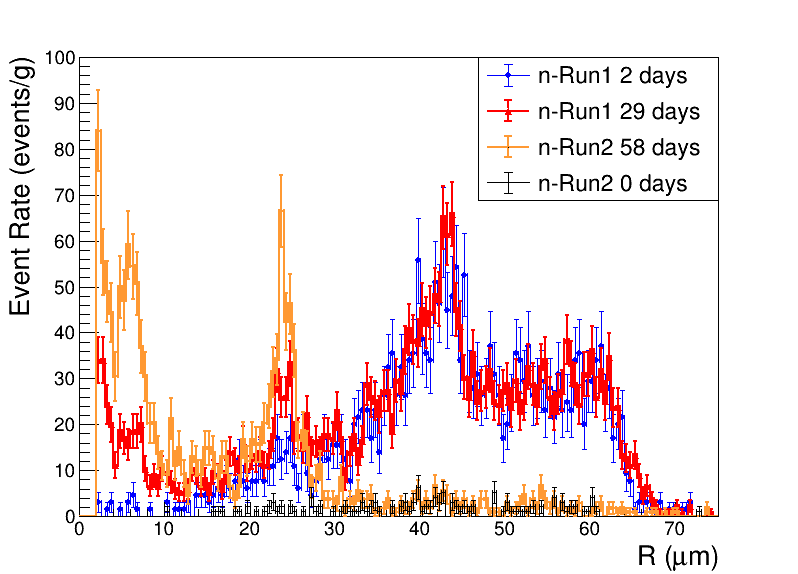 Event Rate (events/g)
100
90
80
70
60
50
40
30
20
10
0
n-Run1 2 days
n-Run1 29 days
n-Run2 58 days
n-Run2 0 days
0 10 20 30 40 50 60 70
R (μm)